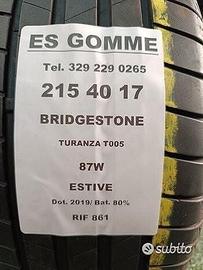 ES GOMME
Tel. 329 229 0265
215 40 17
BRIDGESTONE
TURANZA T005
87W
ESTIVE
Dot. 2019/ Bat. 80%
RIF 861
subito